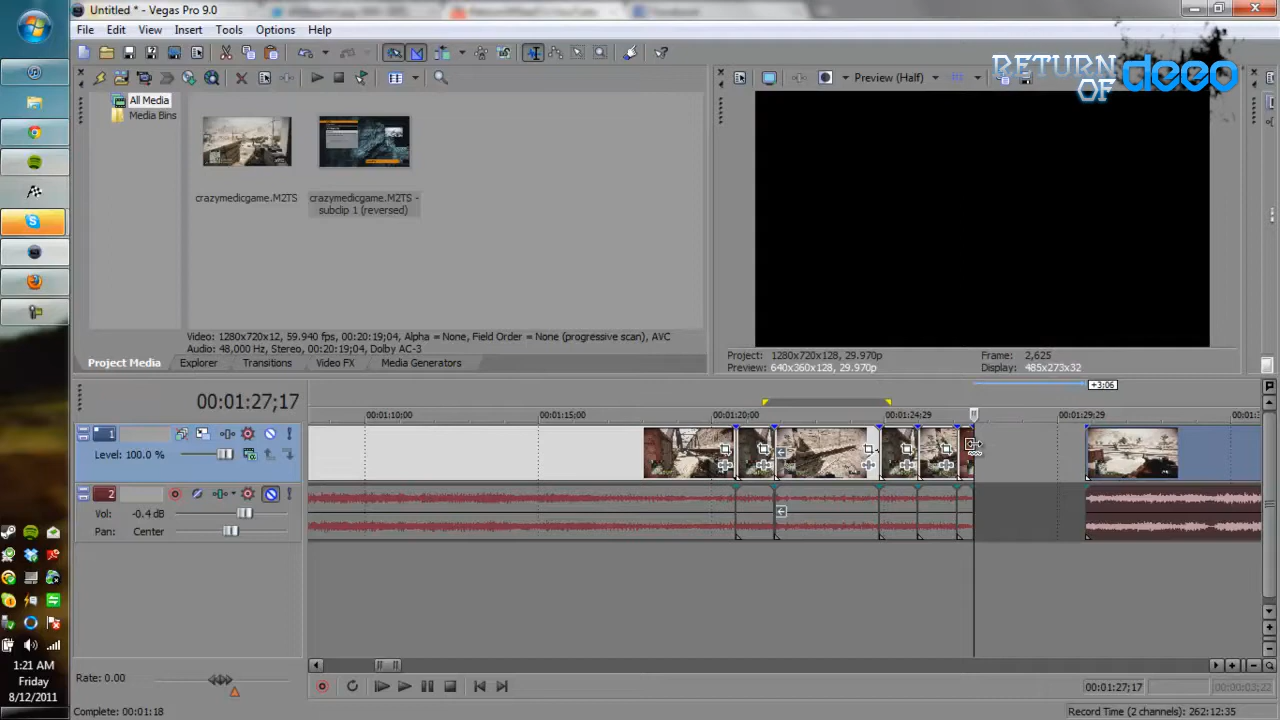 Untitled * - Vegas Pro 9.0
File Edit View Insert Tools Options Help
RETURN OF deeo
Preview (Half)
All Media
Media Bins
crazymedicgame.M2TS
crazymedicgame.M2TS -
subclip 1 (reversed)
Video: 1280x720x12, 59.940 fps, 00:20:19;04, Alpha = None, Field Order = None (progressive scan), AVC
Audio: 48,000 Hz, Stereo, 00:20:19;04, Dolby AC-3
Project Media Explorer Transitions Video FX Media Generators
Project: 1280x720x128, 29.970p Frame: 2,625
Preview: 640x360x128, 29.970p Display: 485x273x32
00:01:27;17
+3;06
00:01:10;00 00:01:15;00 00:01:20;00 00:01:24;29 00:01:29;29
1
Level: 100.0 %
2
Vol: -0.4 dB
Pan: Center
Rate: 0.00
00:01:27;17 00:00:03;22
Complete: 00:01:18 Record Time (2 channels): 262:12:35
1:21 AM
Friday
8/12/2011